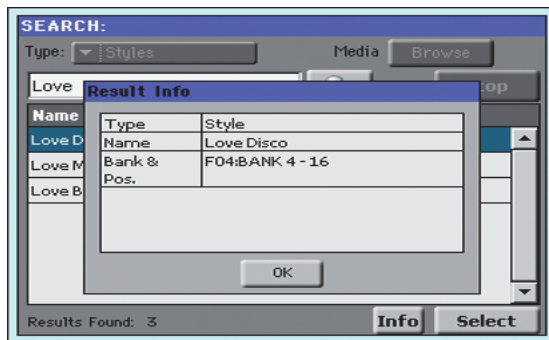 SEARCH:
Type: Styles Media Browse
Love op
Name
Love D
Love M
Love B
Result Info
Type Style
Name Love Disco
Bank & F04:BANK 4 - 16
Pos.
OK
Results Found: 3 Info Select